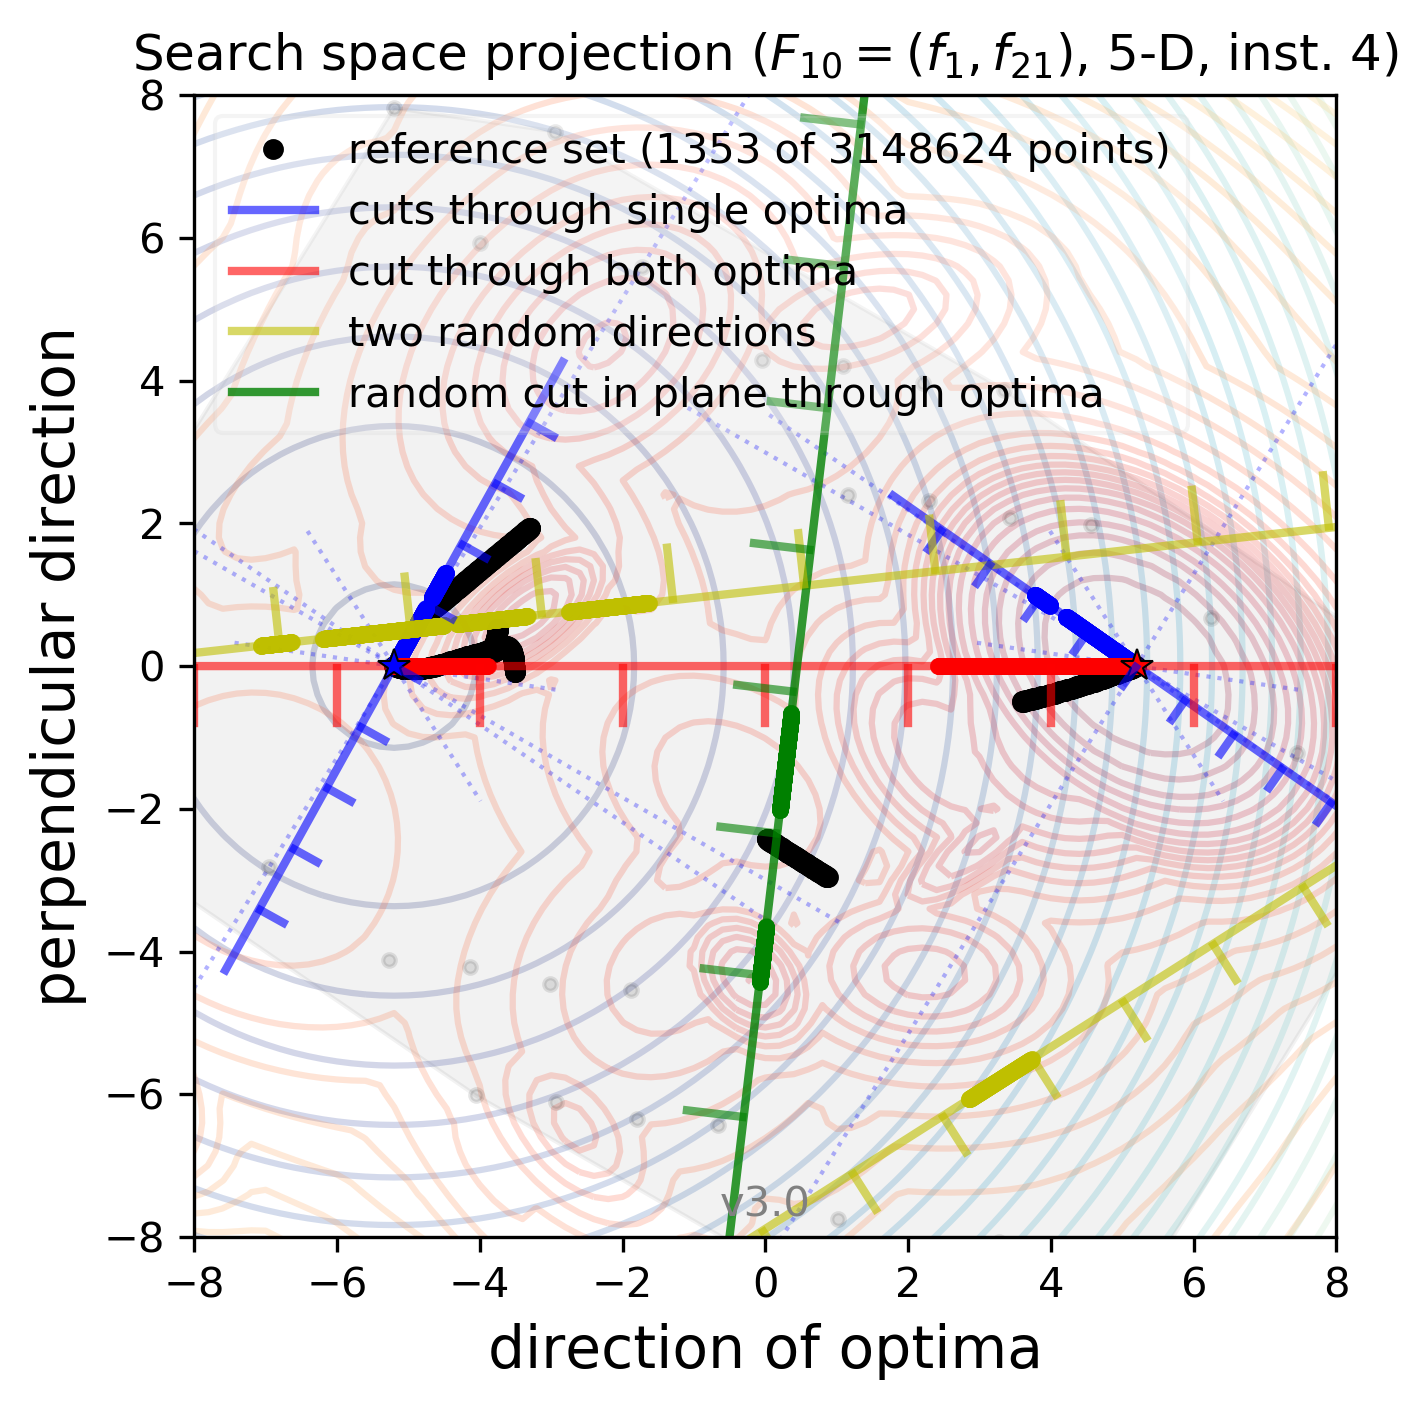 Search space projection (F10 = (f1, f21), 5-D, inst. 4)
reference set (1353 of 3148624 points)
cuts through single optima
cut through both optima
two random directions
random cut in plane through optima
perpendicular direction
8
6
4
2
0
−2
−4
−6
−8
v3.0
−8 −6 −4 −2 0 2 4 6 8
direction of optima